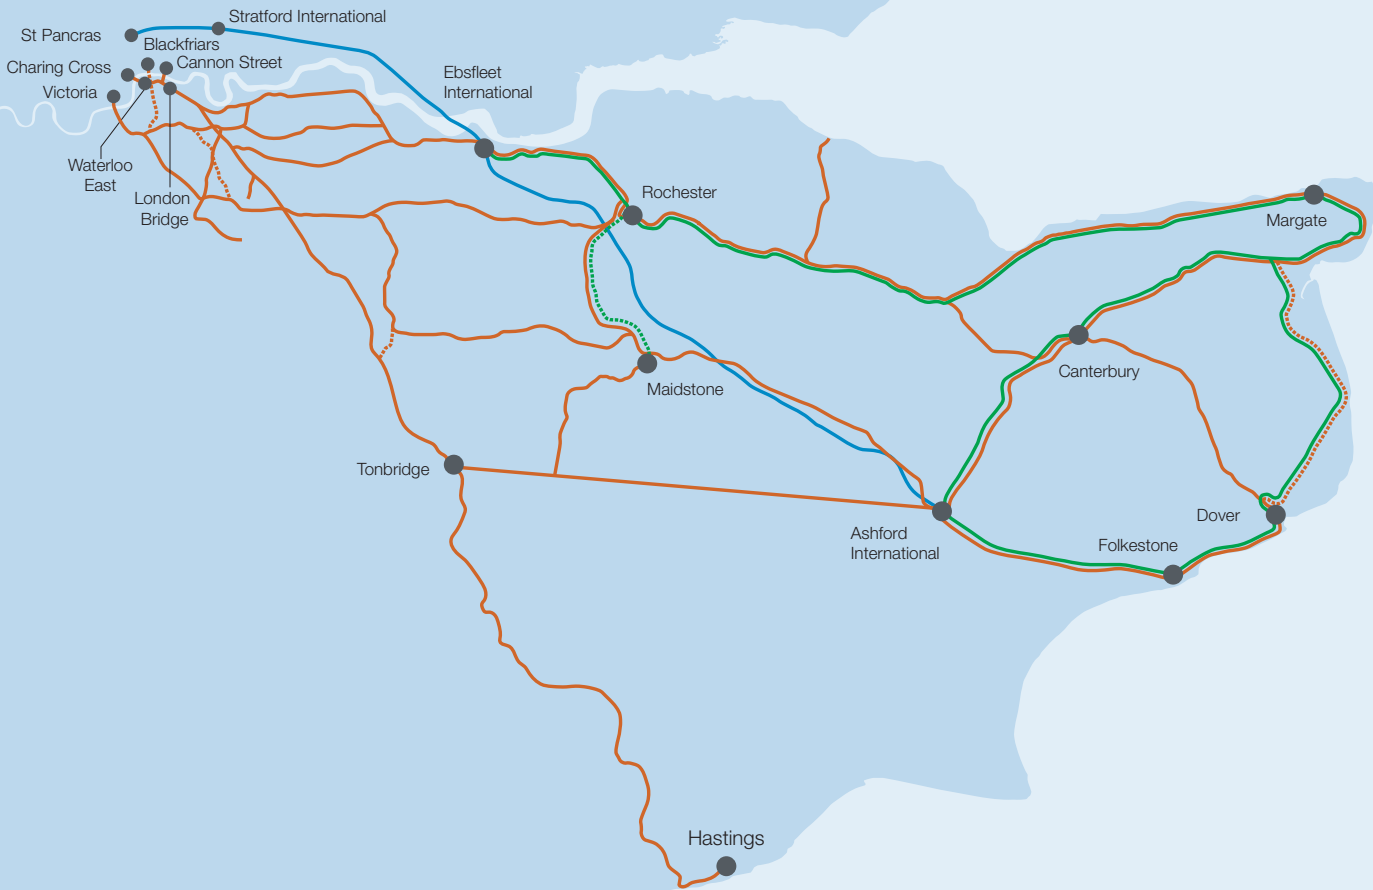 Stratford International
St Pancras
Blackfriars
Cannon Street
Charing Cross
Victoria
Ebsfleet
International
Waterloo
East
London
Bridge
Rochester
Margate
Canterbury
Maidstone
Tonbridge
Dover
Ashford
International
Folkestone
Hastings